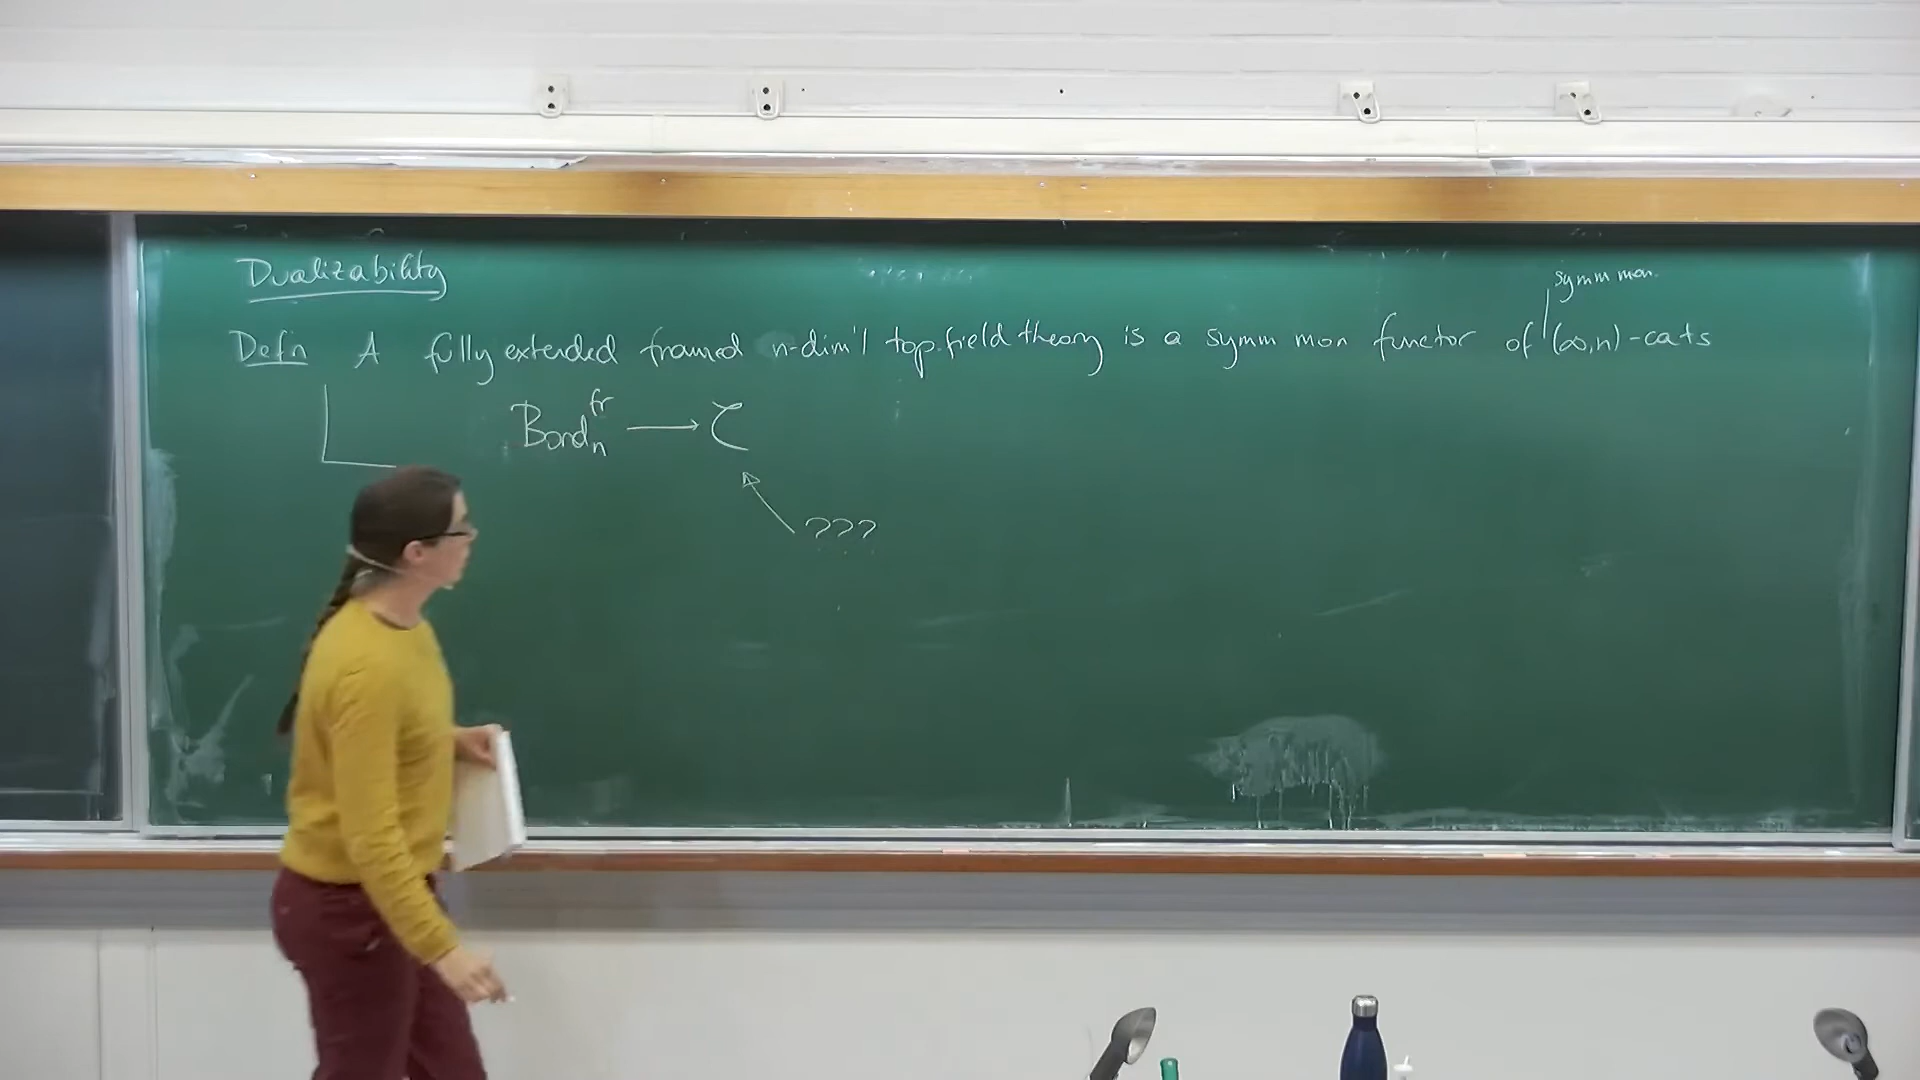 Dualizability
symm mon.
Defn A fully extended framed n-dim'l top. field theory is a symm mon functor of (∞,n)-cats
Bord_n^fr → C
???